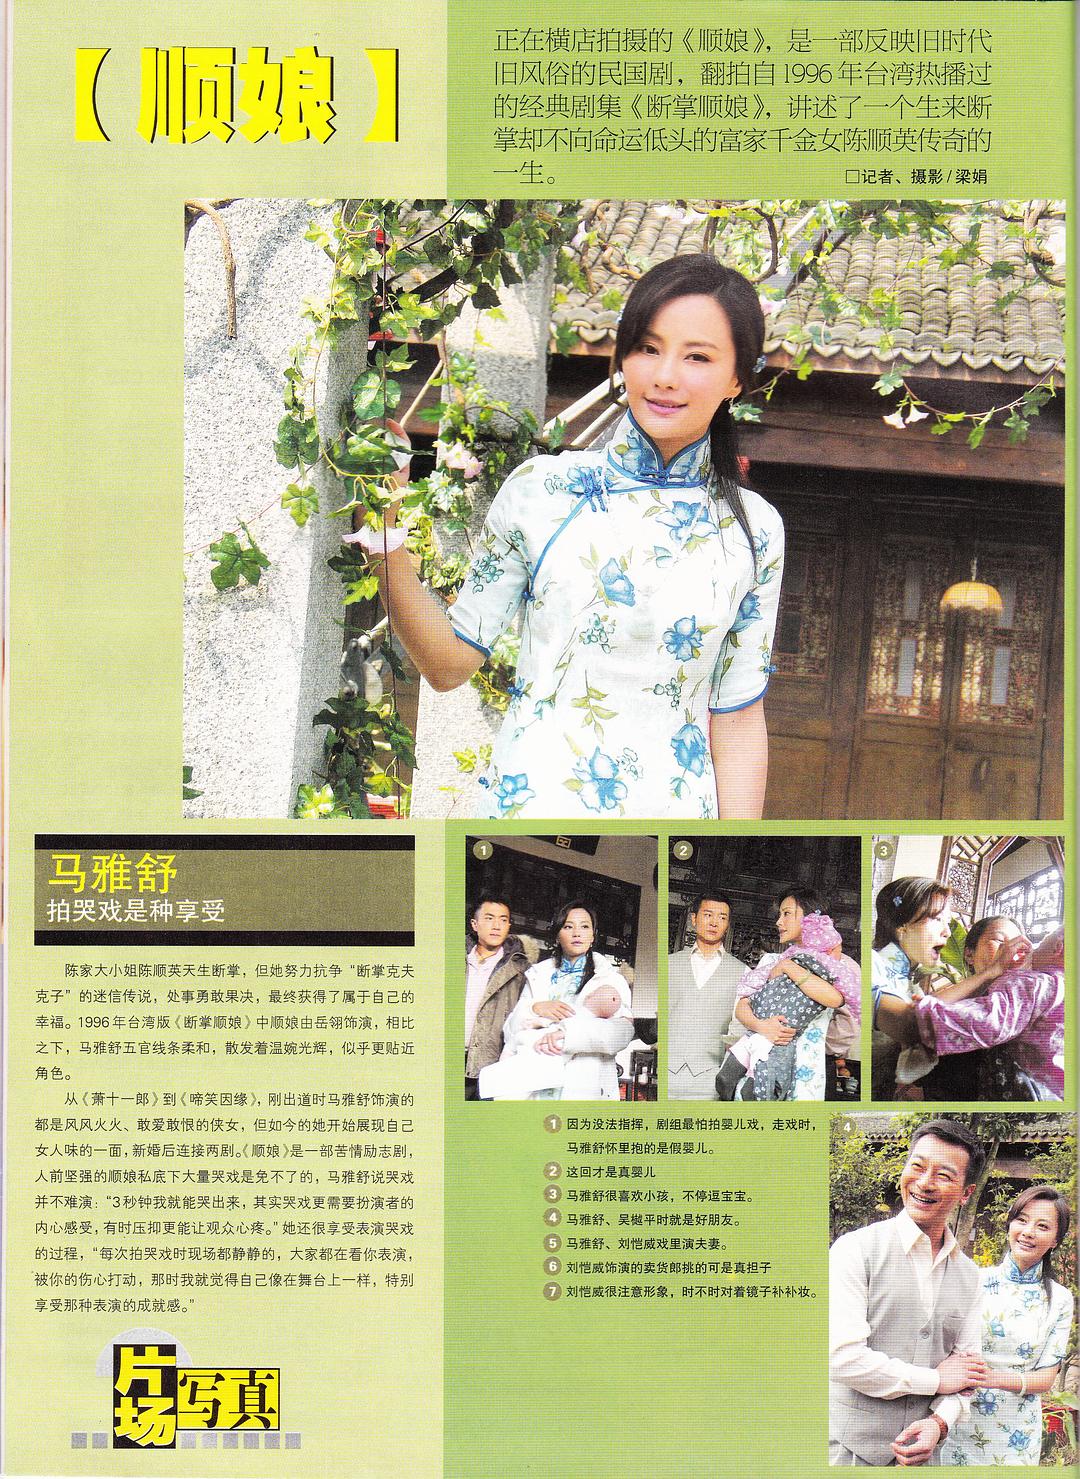 【顺娘】
正在横店拍摄的《顺娘》，是一部反映旧时代
旧风俗的民国剧，翻拍自1996年台湾热播过
的经典剧集《断掌顺娘》，讲述了一个生来断
掌却不向命运低头的富家千金女陈顺英传奇的
一生。
□记者、摄影/梁娟
马雅舒
拍哭戏是种享受
陈家大小姐陈顺英天生断掌，但她努力抗争“断掌克夫
克子”的迷信传说，处事勇敢果决，最终获得了属于自己的
幸福。1996年台湾版《断掌顺娘》中顺娘由岳翎饰演，相比
之下，马雅舒五官线条柔和，散发着温婉光辉，似乎更贴近
角色。
从《萧十一郎》到《啼笑因缘》，刚出道时马雅舒饰演的
都是风风火火、敢爱敢恨的侠女，但如今的她开始展现自己
女人味的一面，新婚后连接两剧。《顺娘》是一部苦情励志剧，
人前坚强的顺娘私底下大量哭戏是免不了的，马雅舒说哭戏
并不难演：“3秒钟我就能哭出来，其实哭戏更需要扮演者的
内心感受，有时压抑更能让观众心疼。”她还很享受表演哭戏
的过程，“每次拍哭戏时现场都静静的，大家都在看你表演，
被你的伤心打动，那时我就觉得自己像在舞台上一样，特别
享受那种表演的成就感。”
片场写真
1
2
3
1 因为没法指挥，剧组最怕拍婴儿戏，走戏时，
马雅舒怀里抱的是假婴儿。
2 这回才是真婴儿
3 马雅舒很喜欢小孩，不停逗宝宝。
4 马雅舒、吴樾平时就是好朋友。
5 马雅舒、刘恺威戏里演夫妻。
6 刘恺威饰演的卖货郎挑的可是真担子
7 刘恺威很注意形象，时不时对着镜子补补妆。
4